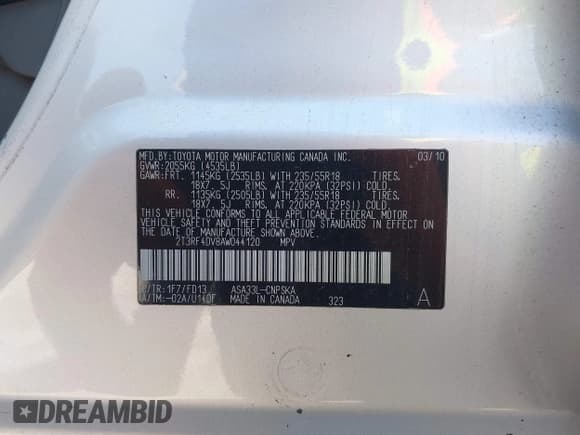 MFD.BY:TOYOTA MOTOR MANUFACTURING CANADA INC. 03/10
GVWR:2055KG (4535LB)
GAWR:FRT. 1145KG (2535LB) WITH 235/55R18 TIRES.
18X7.5J RIMS. AT 220KPA (32PSI) COLD.
RR. 1135KG (2505LB) WITH 235/55R18 TIRES.
18X7.5J RIMS. AT 220KPA (32PSI) COLD.
THIS VEHICLE CONFORMS TO ALL APPLICABLE FEDERAL MOTOR
VEHICLE SAFETY AND THEFT PREVENTION STANDARDS IN EFFECT
ON THE DATE OF MANUFACTURE SHOWN ABOVE.
2T3RF4DV8AW044120 MPV
C/TR:1F7/FD13 ASA33L-CNPSKA
A/TM:-02A/U140F MADE IN CANADA 323 A
DREAMBID